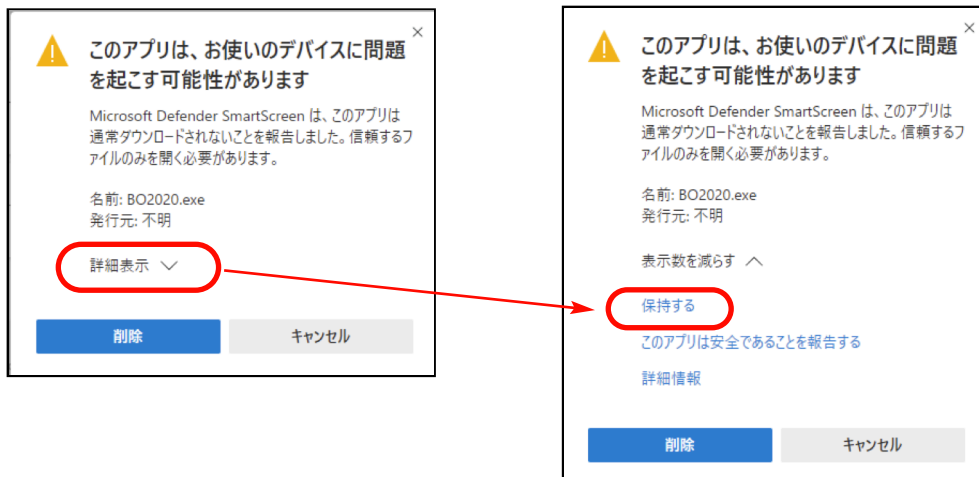 このアプリは、お使いのデバイスに問題
を起こす可能性があります
Microsoft Defender SmartScreen は、このアプリは
通常ダウンロードされないことを報告しました。信頼するフ
ァイルのみを開く必要があります。
名前: BO2020.exe
発行元: 不明
詳細表示
削除
キャンセル
このアプリは、お使いのデバイスに問題
を起こす可能性があります
Microsoft Defender SmartScreen は、このアプリは
通常ダウンロードされないことを報告しました。信頼するフ
ァイルのみを開く必要があります。
名前: BO2020.exe
発行元: 不明
表示数を減らす
保持する
このアプリは安全であることを報告する
詳細情報
削除
キャンセル